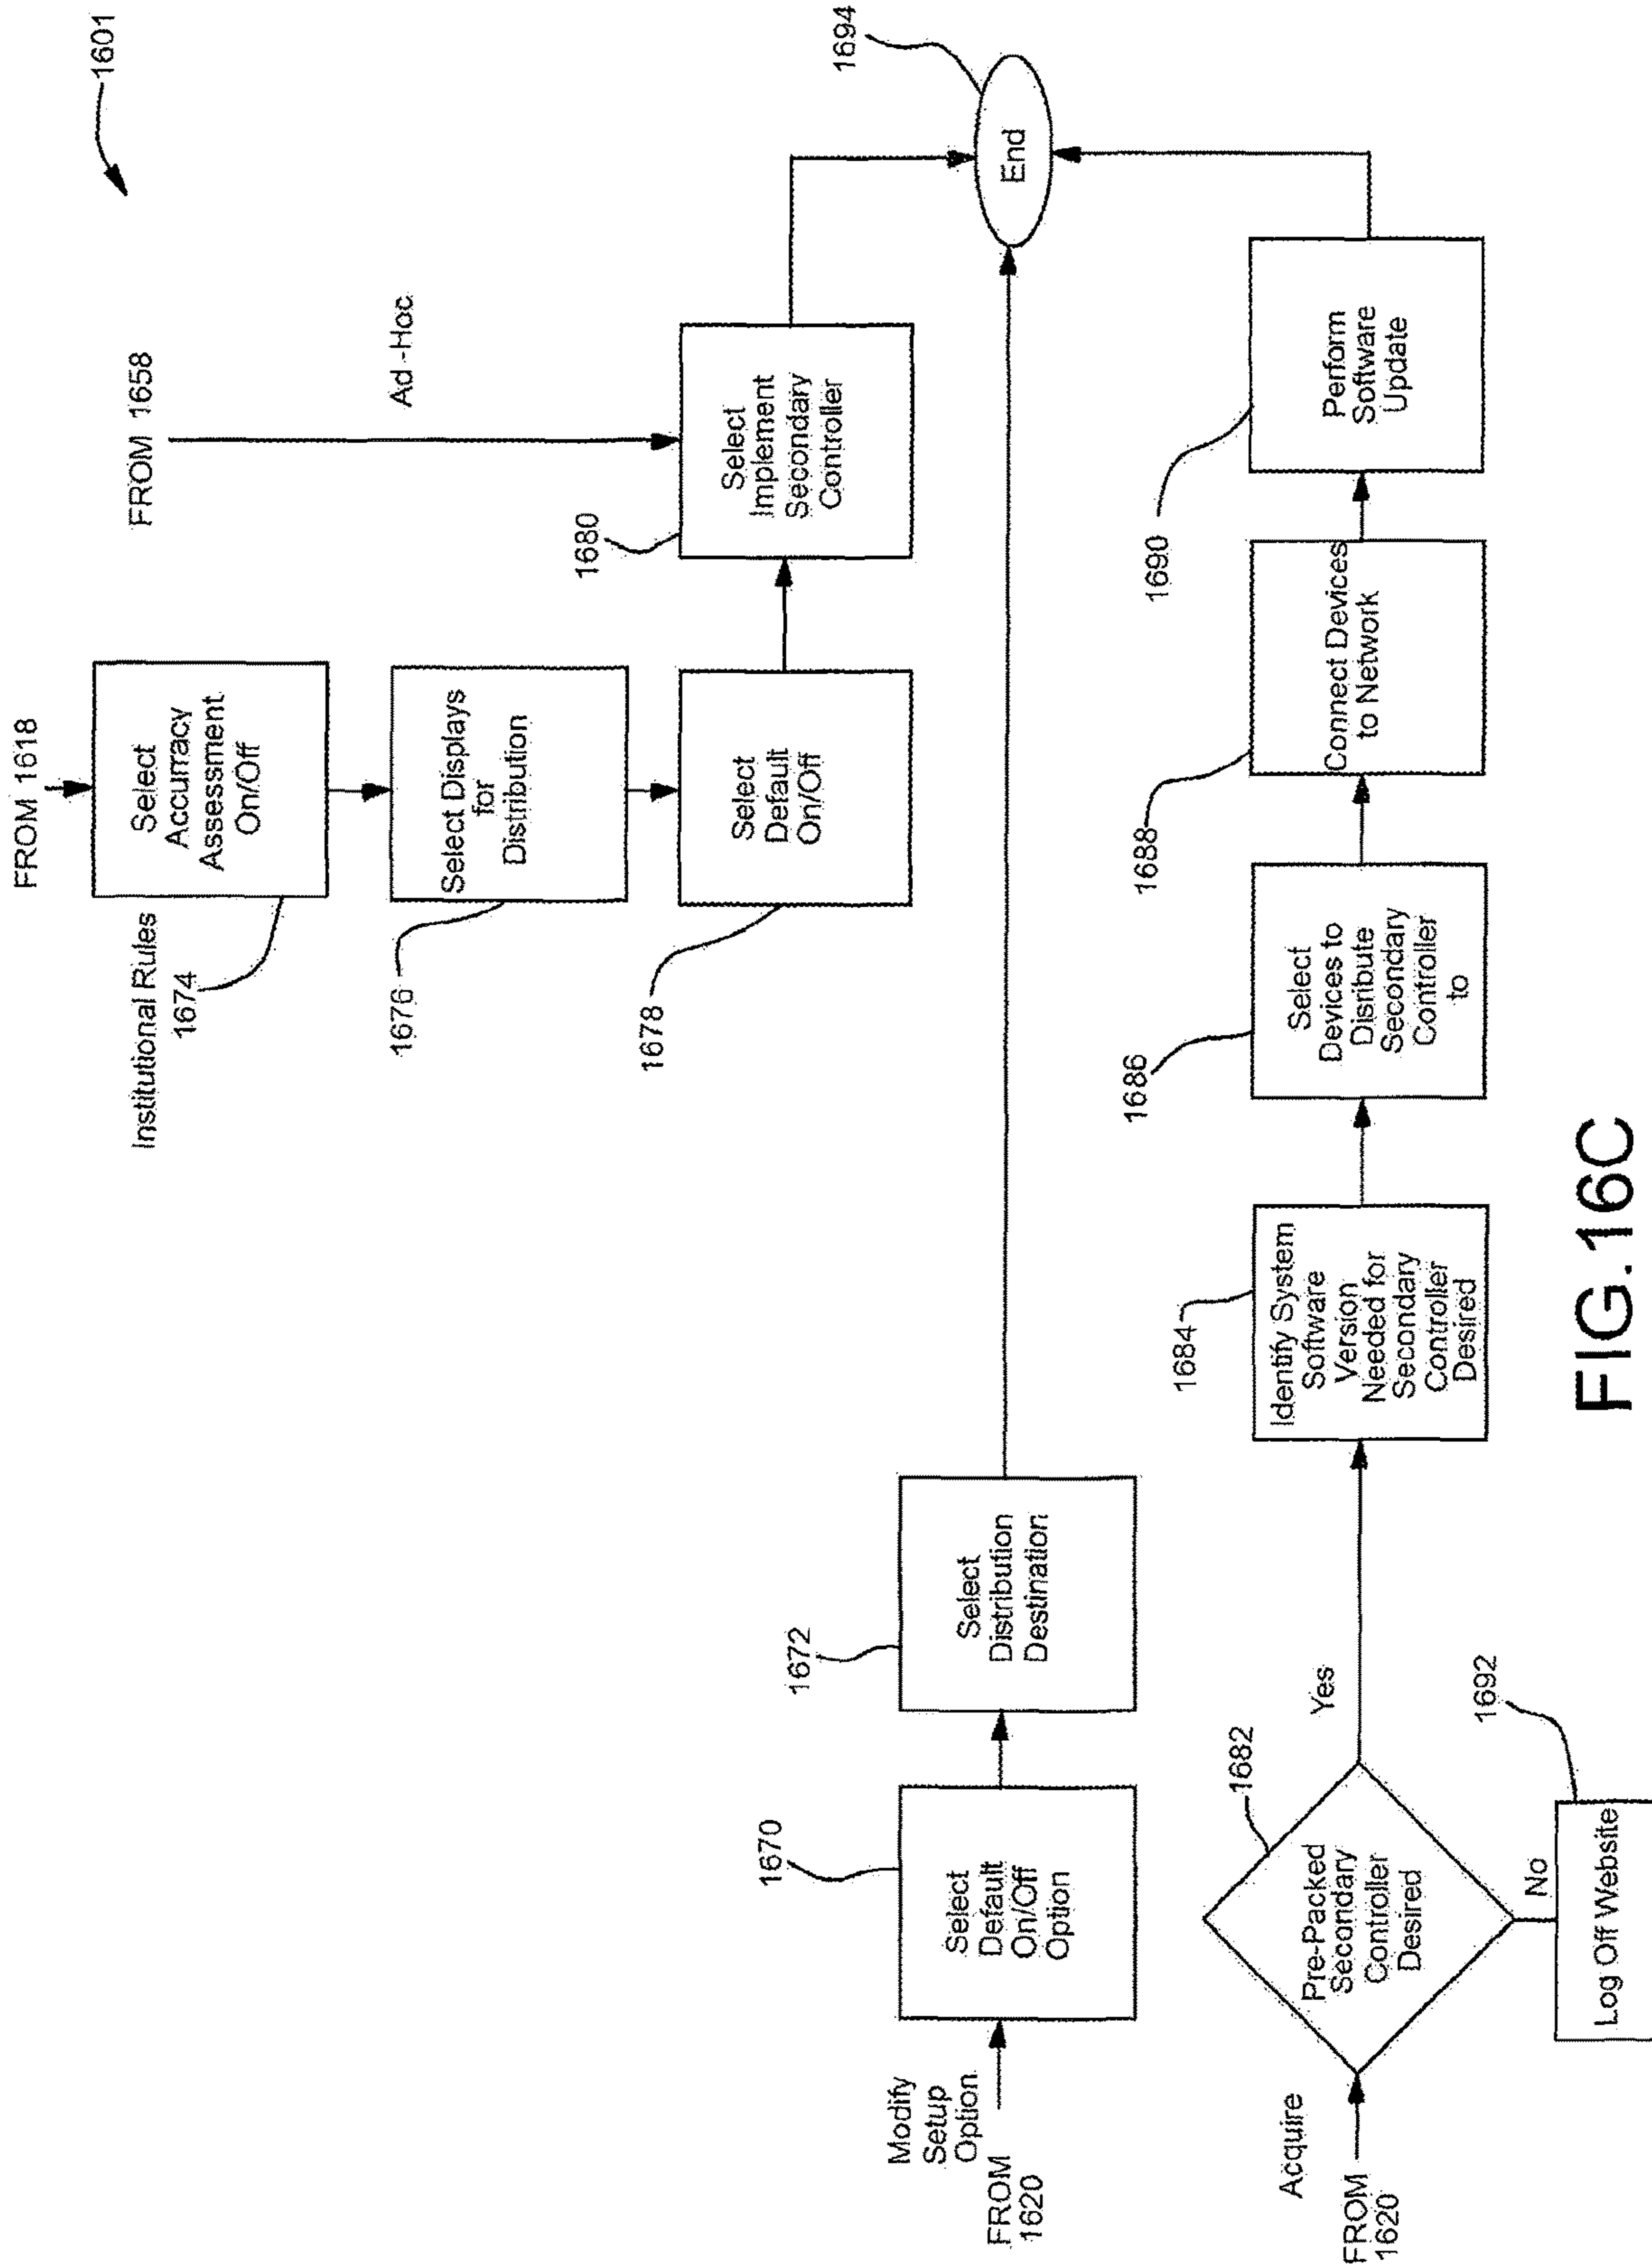 1601
FROM 1618
FROM 1658
Institutional Rules
1674
Select
Accurracy
Assessment
On/Off
Ad -Hoc
1676
Select Displays
for
Distribution
1678
Select
Default
On/Off
1680
Select
Implement
Secondary
Controller
1694
End
Modify
Setup
Option
FROM
1620
1670
Select
Default
On/Off
Option
1672
Select
Distribution
Destination
Acquire
FROM
1620
1682
Pre-Packed
Secondary
Controller
Desired
Yes
No
1692
Log Off Website
1684
Identify System
Software
Version
Needed for
Secondary
Controller
Desired
1686
Select
Devices to
Disribute
Secondary
Controller
to
1688
Connect Devices
to Network
1690
Perform
Software
Update
FIG.16C